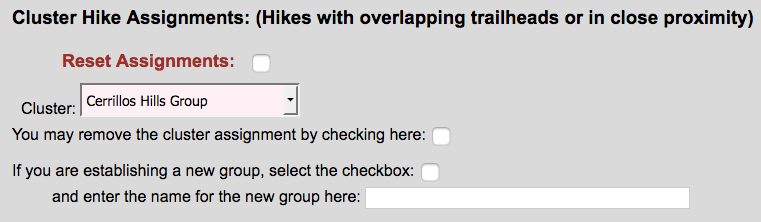 Cluster Hike Assignments: (Hikes with overlapping trailheads or in close proximity)
Reset Assignments:
Cluster: Cerrillos Hills Group
You may remove the cluster assignment by checking here:
If you are establishing a new group, select the checkbox:
and enter the name for the new group here: